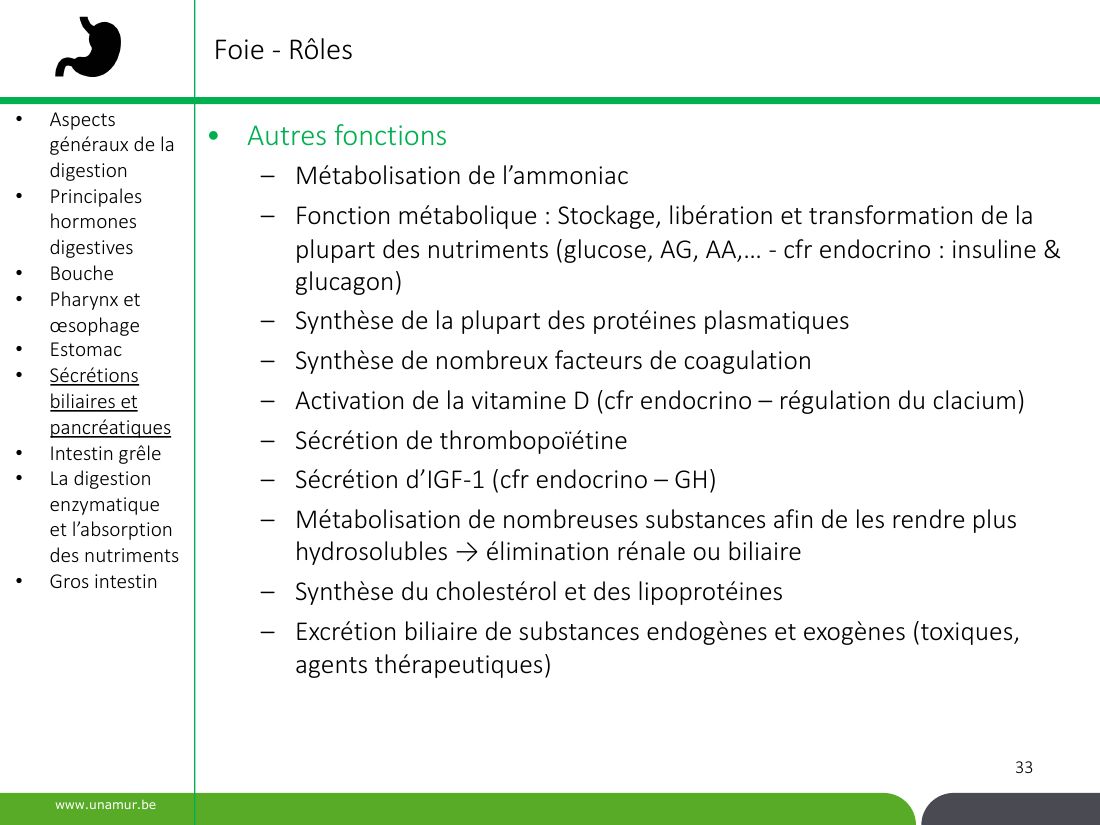 Foie - Rôles
• Aspects
généraux de la
digestion
• Principales
hormones
digestives
• Bouche
• Pharynx et
œsophage
• Estomac
• Sécrétions
biliaires et
pancréatiques
• Intestin grêle
• La digestion
enzymatique
et l’absorption
des nutriments
• Gros intestin
• Autres fonctions
– Métabolisation de l’ammoniac
– Fonction métabolique : Stockage, libération et transformation de la
plupart des nutriments (glucose, AG, AA,… - cfr endocrino : insuline &
glucagon)
– Synthèse de la plupart des protéines plasmatiques
– Synthèse de nombreux facteurs de coagulation
– Activation de la vitamine D (cfr endocrino – régulation du clacium)
– Sécrétion de thrombopoïétine
– Sécrétion d’IGF-1 (cfr endocrino – GH)
– Métabolisation de nombreuses substances afin de les rendre plus
hydrosolubles → élimination rénale ou biliaire
– Synthèse du cholestérol et des lipoprotéines
– Excrétion biliaire de substances endogènes et exogènes (toxiques,
agents thérapeutiques)
33
www.unamur.be